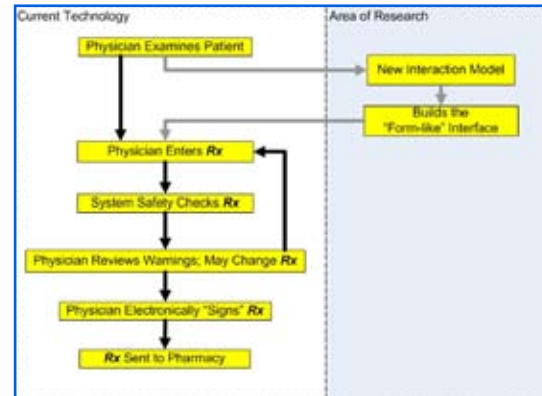 Current Technology
Area of Research
Physician Examines Patient
New Interaction Model
Builds the
"Form-like" Interface
Physician Enters Rx
System Safety Checks Rx
Physician Reviews Warnings; May Change Rx
Physician Electronically "Signs" Rx
Rx Sent to Pharmacy